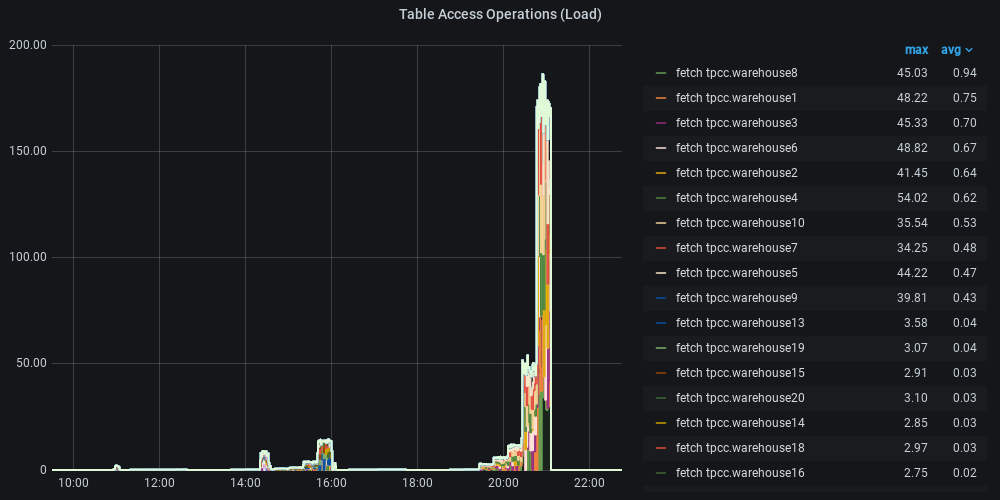 Table Access Operations (Load)
200.00
150.00
100.00
50.00
0
10:00 12:00 14:00 16:00 18:00 20:00 22:00
max avg
fetch tpcc.warehouse8 45.03 0.94
fetch tpcc.warehouse1 48.22 0.75
fetch tpcc.warehouse3 45.33 0.70
fetch tpcc.warehouse6 48.82 0.67
fetch tpcc.warehouse2 41.45 0.64
fetch tpcc.warehouse4 54.02 0.62
fetch tpcc.warehouse10 35.54 0.53
fetch tpcc.warehouse7 34.25 0.48
fetch tpcc.warehouse5 44.22 0.47
fetch tpcc.warehouse9 39.81 0.43
fetch tpcc.warehouse13 3.58 0.04
fetch tpcc.warehouse19 3.07 0.04
fetch tpcc.warehouse15 2.91 0.03
fetch tpcc.warehouse20 3.10 0.03
fetch tpcc.warehouse14 2.85 0.03
fetch tpcc.warehouse18 2.97 0.03
fetch tpcc.warehouse16 2.75 0.02